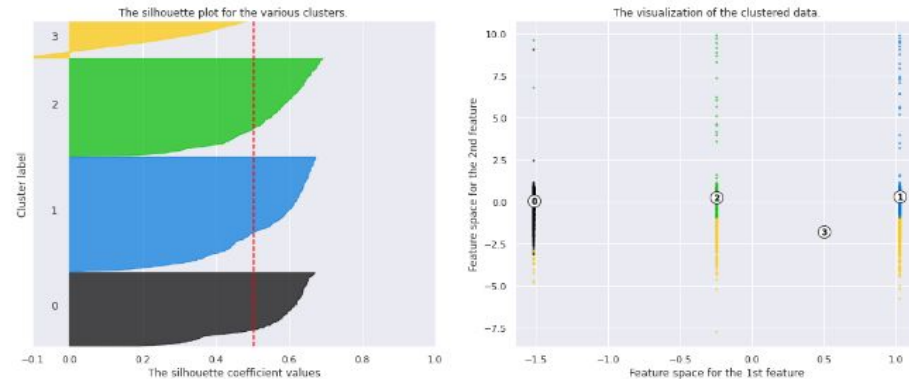 The silhouette plot for the various clusters.
3
2
1
0
Cluster label
−0.1 0.0 0.2 0.4 0.6 0.8 1.0
The silhouette coefficient values
The visualization of the clustered data.
10.0
7.5
5.0
2.5
0.0
−2.5
−5.0
−7.5
Feature space for the 2nd feature
0 2 1
3
−1.5 −1.0 −0.5 0.0 0.5 1.0
Feature space for the 1st feature